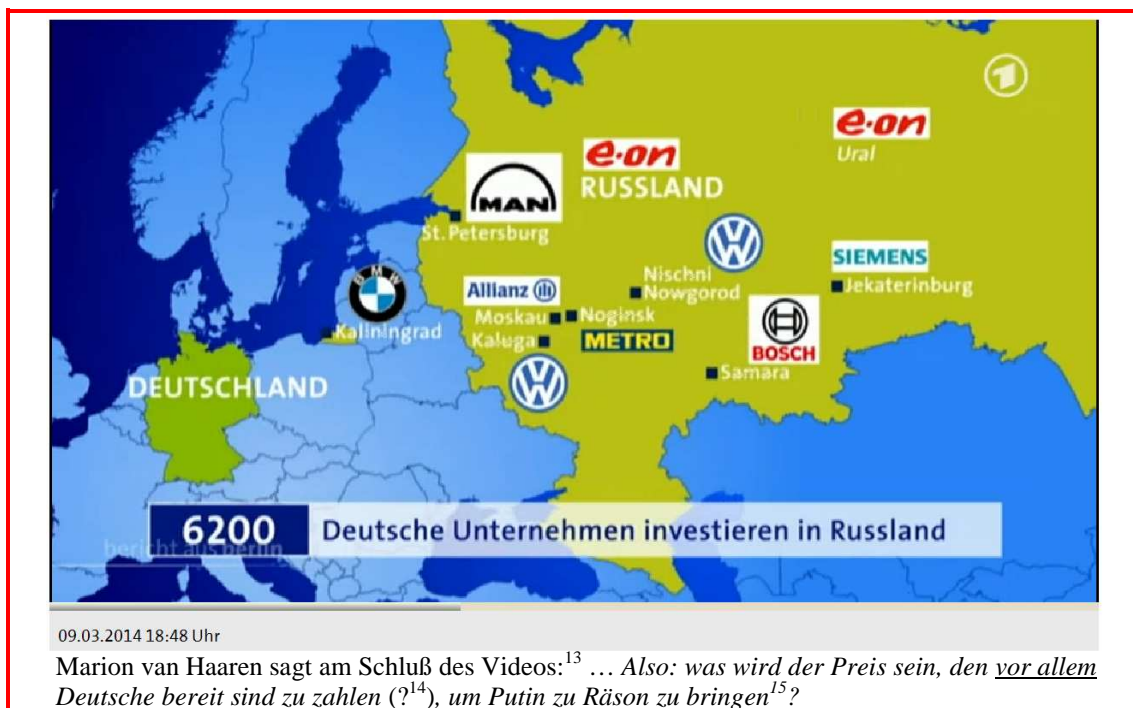 e·on
Ural
e·on
RUSSLAND
MAN
St.Petersburg
VW
SIEMENS
Jekaterinburg
Nischni
Nowgorod
BMW
Kaliningrad
Allianz
Moskau
Noginsk
Kaluga
METRO
BOSCH
Samara
VW
DEUTSCHLAND
6200 Deutsche Unternehmen investieren in Russland
bericht aus berlin
09.03.2014 18:48 Uhr
Marion van Haaren sagt am Schluß des Videos:13 … Also: was wird der Preis sein, den vor allem
Deutsche bereit sind zu zahlen (?14), um Putin zu Räson zu bringen15?